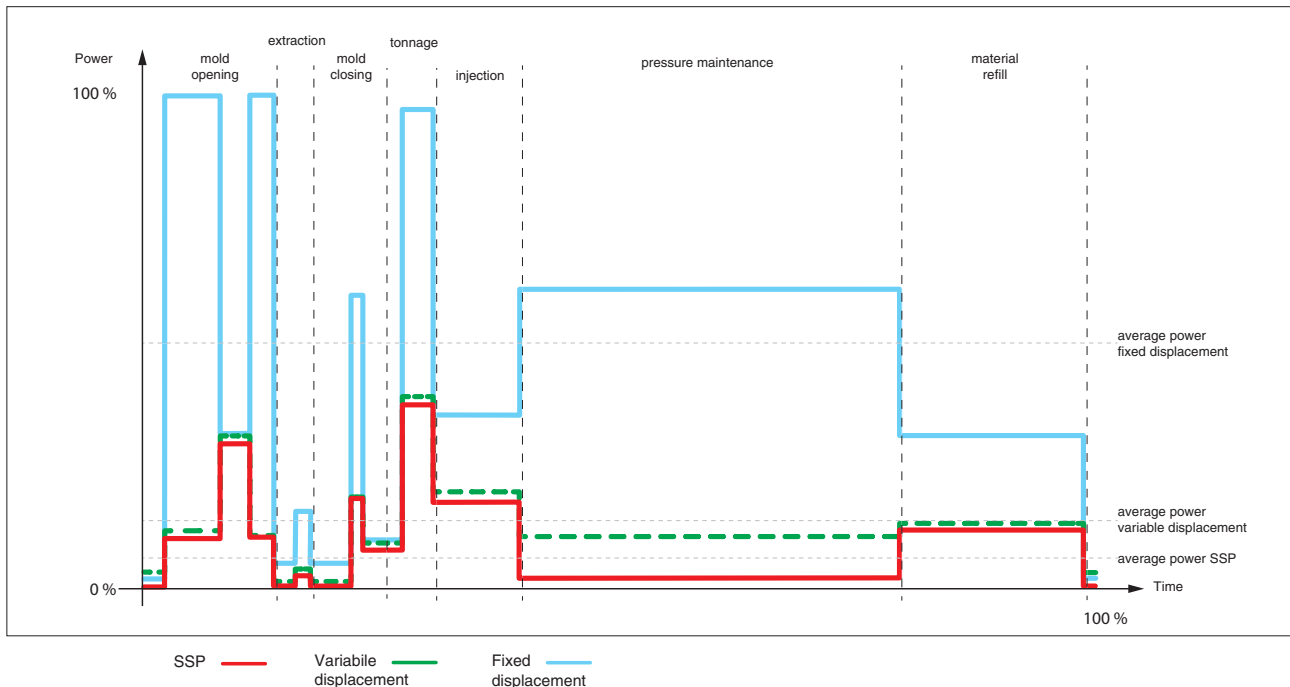 extraction
tonnage
Power
mold
opening
mold
closing
injection
pressure maintenance
material
refill
100 %
average power
fixed displacement
average power
variable displacement
average power SSP
0 %
Time
100 %
SSP
Variabile
displacement
Fixed
displacement